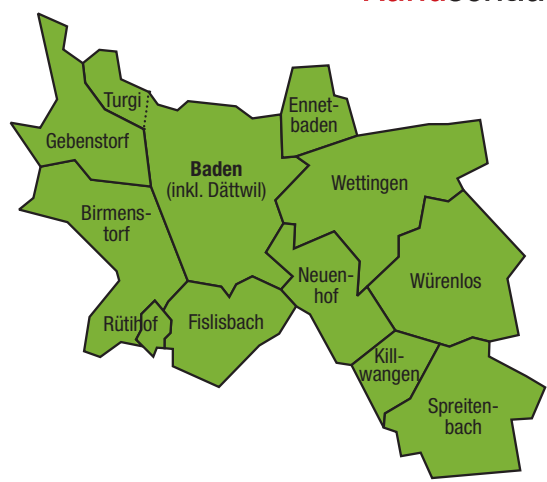 Turgi
Ennet-
baden
Gebenstorf
Baden
(inkl. Dättwil)
Wettingen
Birmens-
torf
Neuen-
hof
Würenlos
Rütihof
Fislisbach
Kill-
wangen
Spreiten-
bach